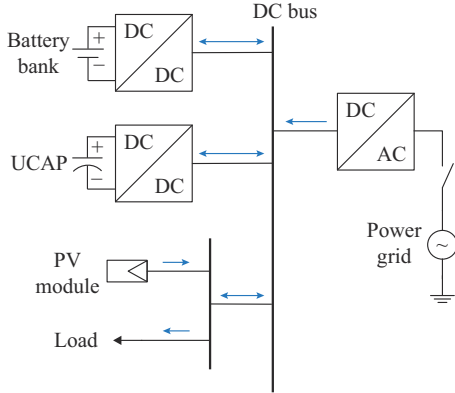 DC bus
Battery
bank
+
−
DC
DC
DC
AC
UCAP
+
−
DC
DC
Power
grid
~
PV
module
Load